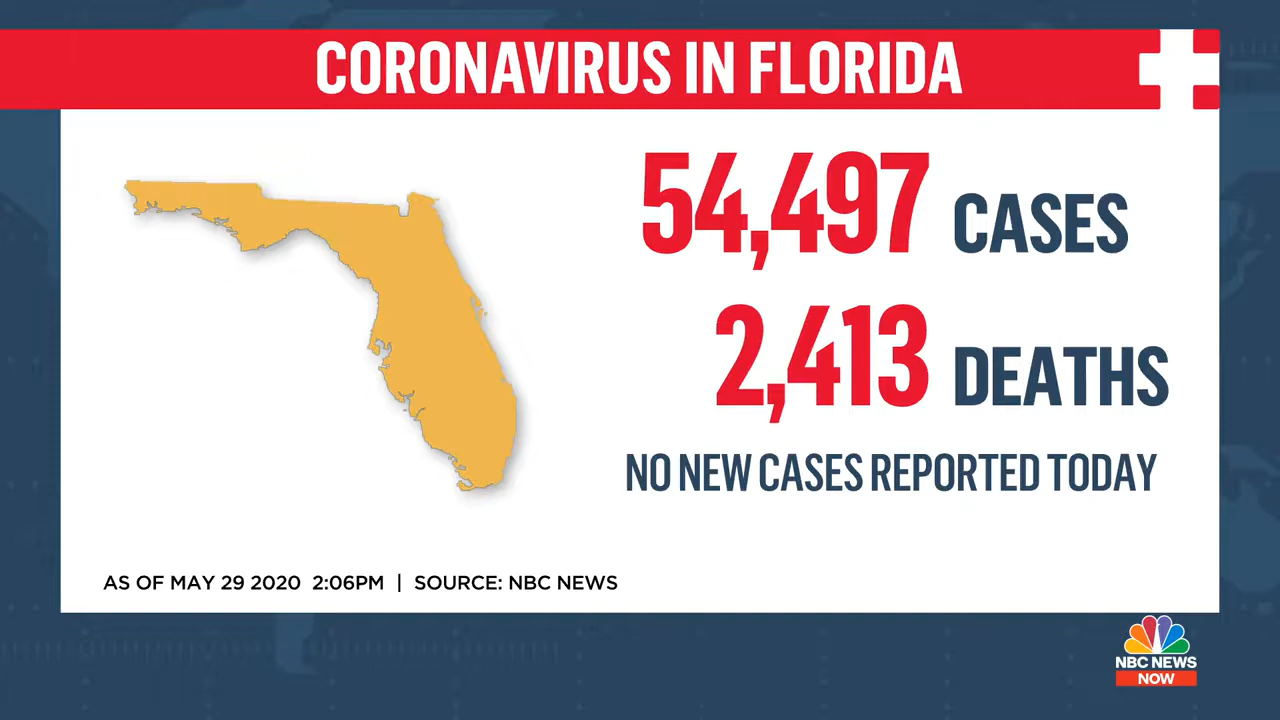 CORONAVIRUS IN FLORIDA
54,497 CASES
2,413 DEATHS
NO NEW CASES REPORTED TODAY
AS OF MAY 29 2020 2:06PM | SOURCE: NBC NEWS
NBC NEWS
NOW